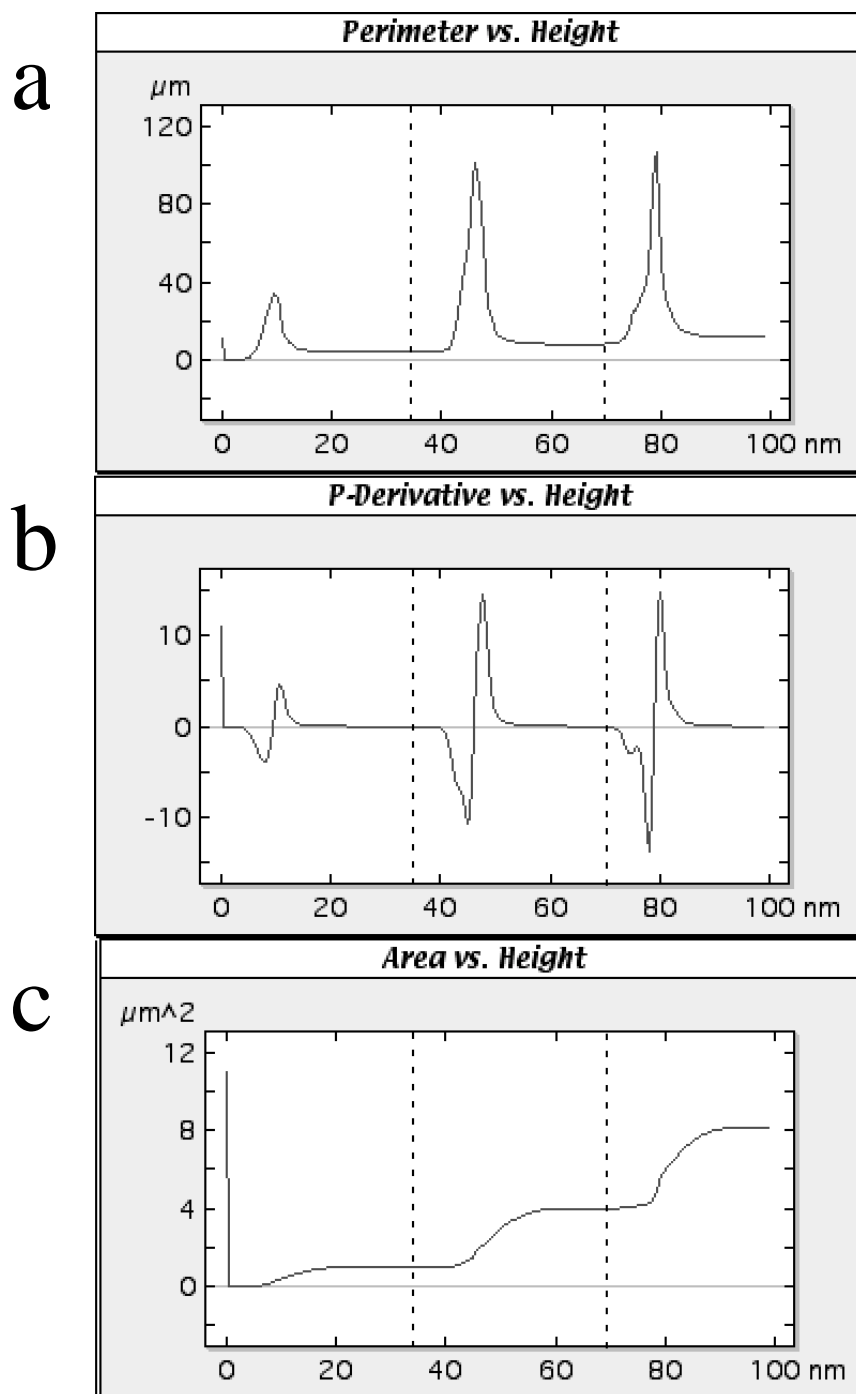 a
Perimeter vs. Height
µm
120
80
40
0
0 20 40 60 80 100 nm
b
P-Derivative vs. Height
10
0
-10
0 20 40 60 80 100 nm
c
Area vs. Height
µm^2
12
8
4
0
0 20 40 60 80 100 nm